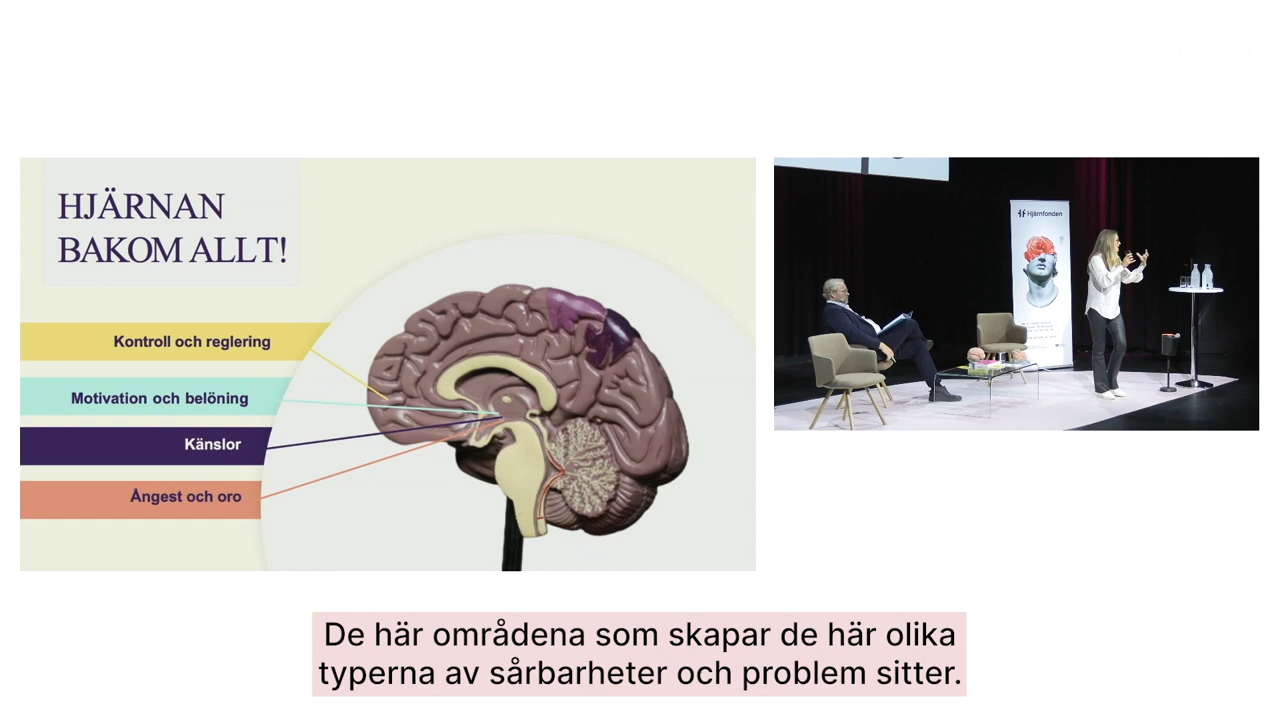 HJÄRNAN
BAKOM ALLT!
Kontroll och reglering
Motivation och belöning
Känslor
Ångest och oro
Hjärnfonden
De här områdena som skapar de här olika
typerna av sårbarheter och problem sitter.